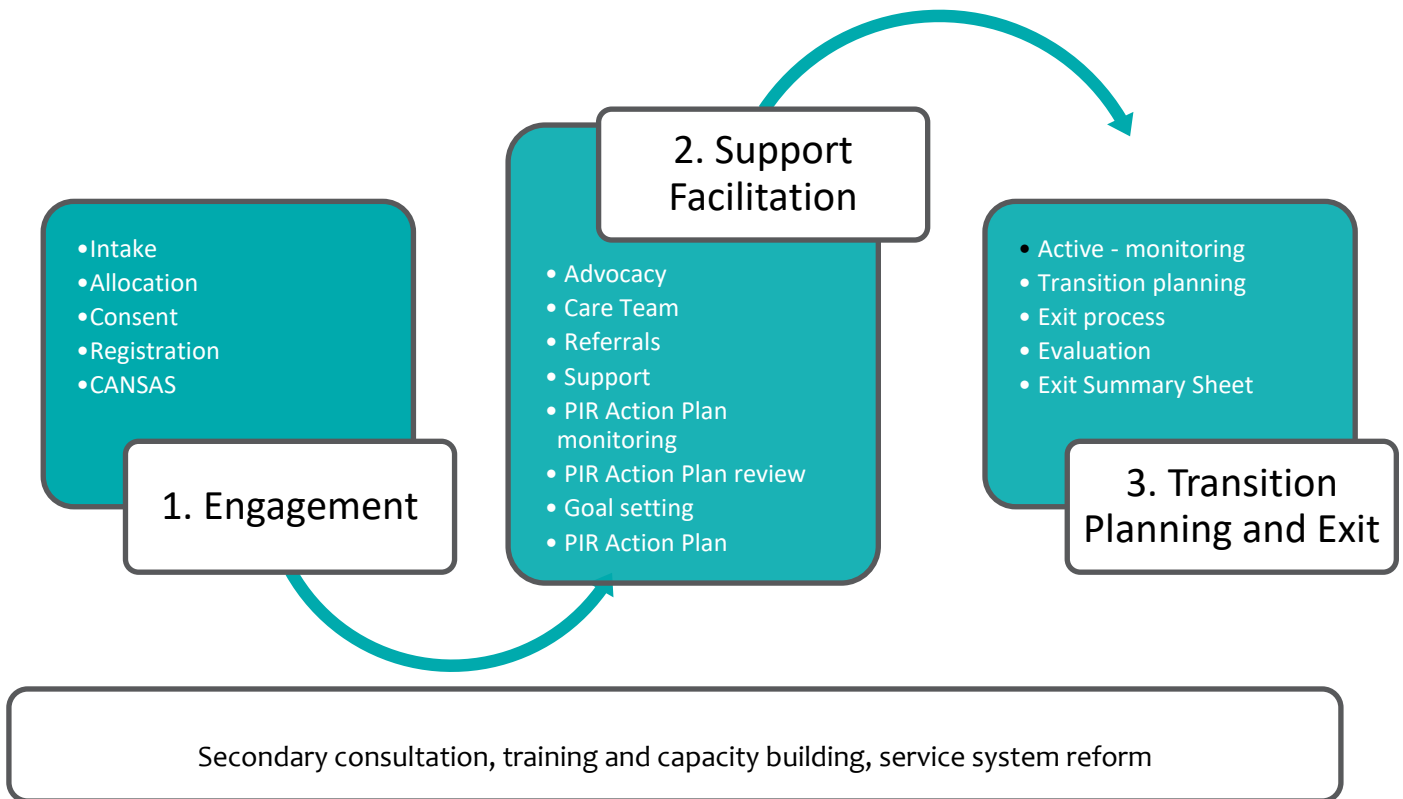 •Intake
•Allocation
•Consent
•Registration
•CANSAS
1. Engagement
2. Support
Facilitation
• Advocacy
• Care Team
• Referrals
• Support
• PIR Action Plan
monitoring
• PIR Action Plan review
• Goal setting
• PIR Action Plan
• Active - monitoring
• Transition planning
• Exit process
• Evaluation
• Exit Summary Sheet
3. Transition
Planning and Exit
Secondary consultation, training and capacity building, service system reform